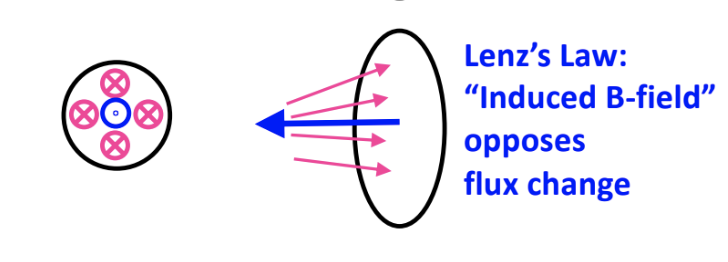 Lenz’s Law:
“Induced B-field”
opposes
flux change